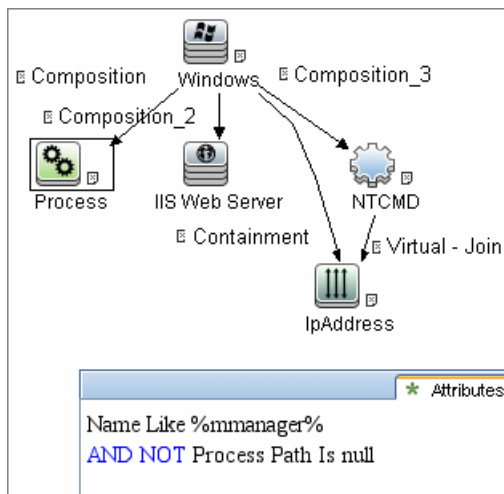 Composition
Windows
Composition_3
Composition_2
Process
IIS Web Server
NTCMD
Containment
Virtual - Join
IpAddress
Attributes
Name Like %mmanager%
AND NOT Process Path Is null